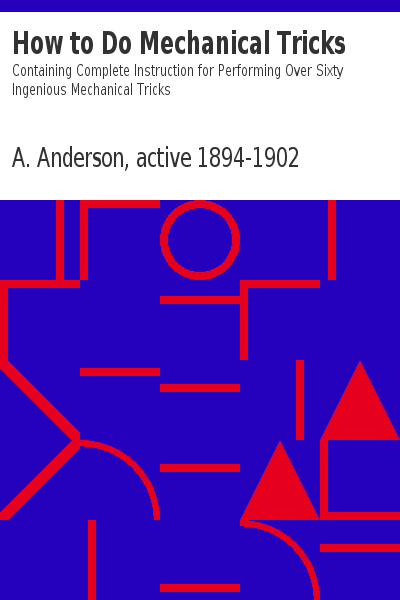 How to Do Mechanical Tricks
Containing Complete Instruction for Performing Over Sixty
Ingenious Mechanical Tricks
A. Anderson, active 1894-1902